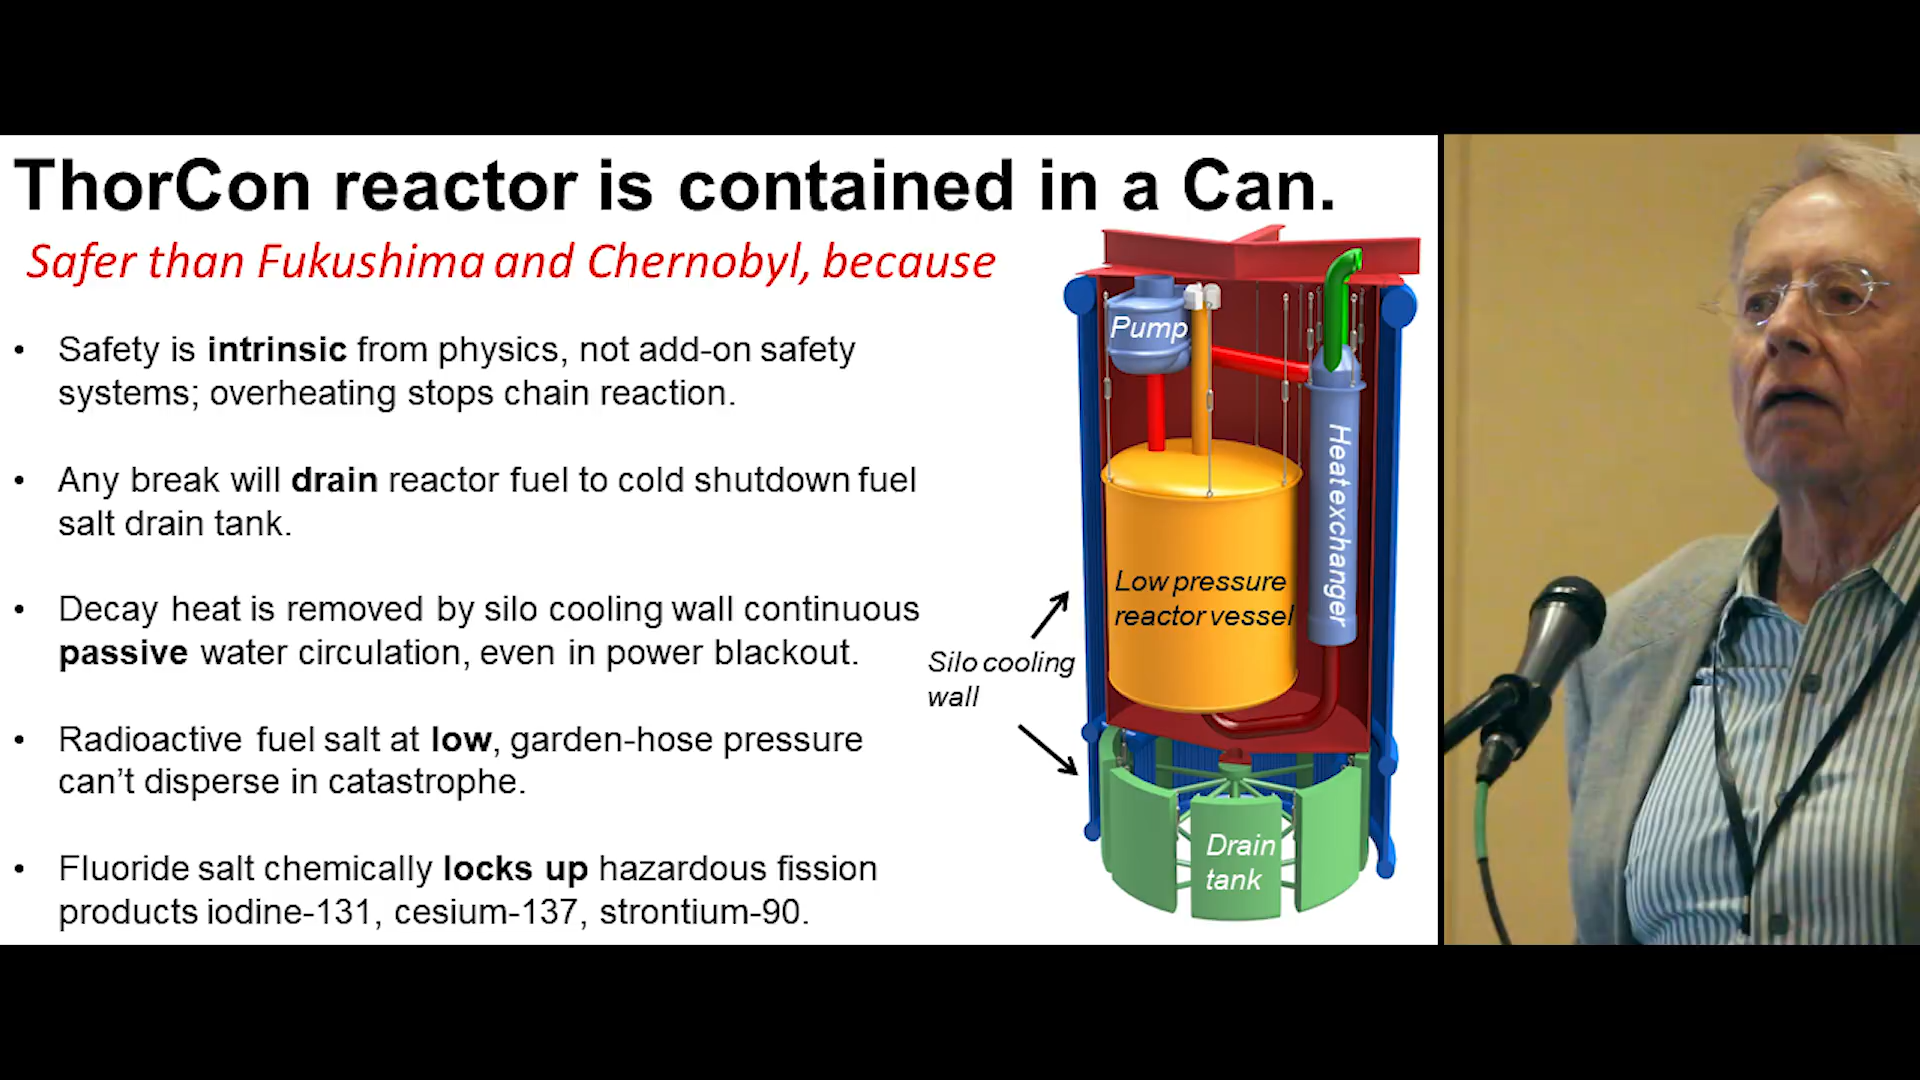 ThorCon reactor is contained in a Can.
Safer than Fukushima and Chernobyl, because
• Safety is intrinsic from physics, not add-on safety
systems; overheating stops chain reaction.
• Any break will drain reactor fuel to cold shutdown fuel
salt drain tank.
• Decay heat is removed by silo cooling wall continuous
passive water circulation, even in power blackout.
• Radioactive fuel salt at low, garden-hose pressure
can't disperse in catastrophe.
• Fluoride salt chemically locks up hazardous fission
products iodine-131, cesium-137, strontium-90.
Pump
Heat exchanger
Low pressure
reactor vessel
Silo cooling
wall
Drain
tank